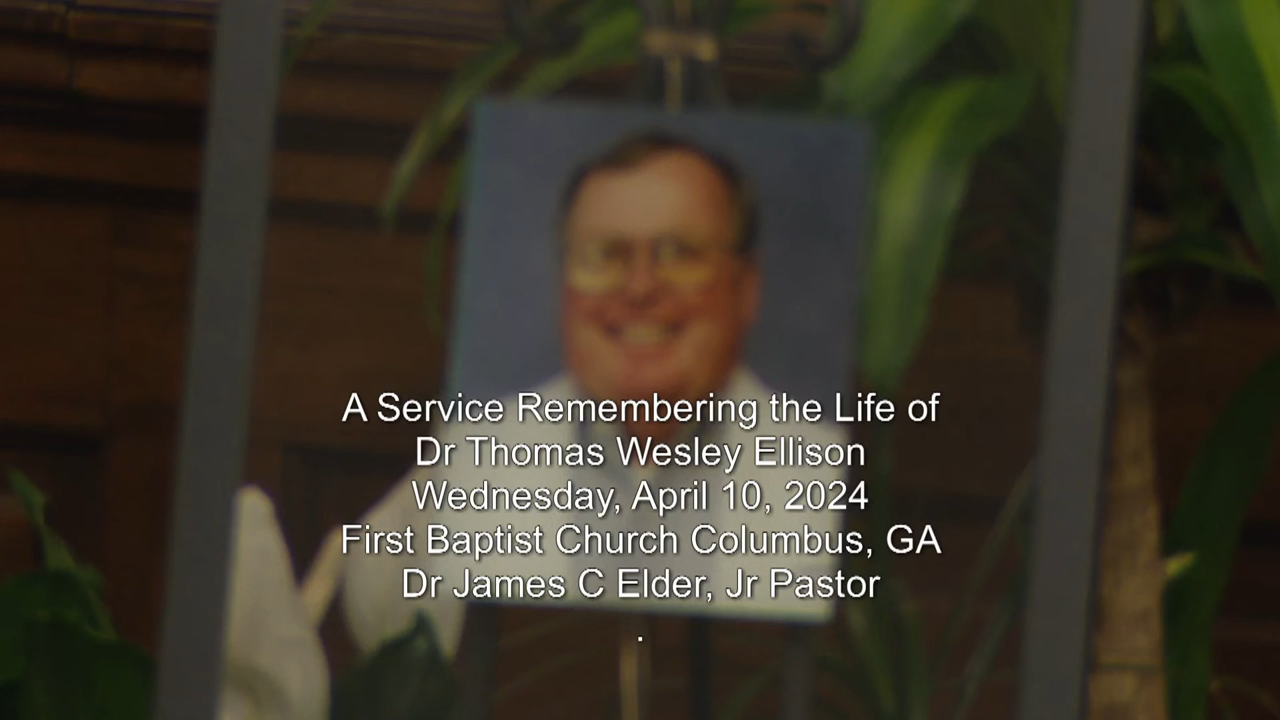 A Service Remembering the Life of
Dr Thomas Wesley Ellison
Wednesday, April 10, 2024
First Baptist Church Columbus, GA
Dr James C Elder, Jr Pastor
.